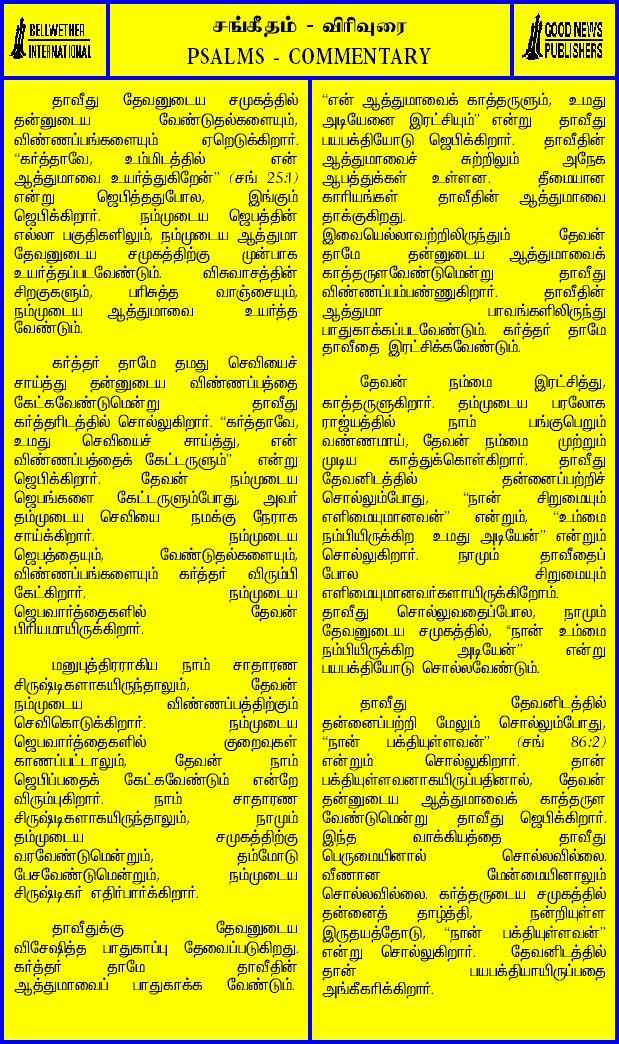 BELLWETHER
INTERNATIONAL
சங்கீதம் - விரிவுரை
PSALMS - COMMENTARY
GOOD NEWS
PUBLISHERS
தாவீது தேவனுடைய சமுகத்தில்
தன்னுடைய வேண்டுதல்களையும்,
விண்ணப்பங்களையும் ஏறெடுக்கிறார்.
“கர்த்தாவே, உம்மிடத்தில் என்
ஆத்துமாவை உயர்த்துகிறேன்” (சங் 25:1)
என்று ஜெபித்ததுபோல, இங்கும்
ஜெபிக்கிறார். நம்முடைய ஜெபத்தின்
எல்லா பகுதிகளிலும், நம்முடைய ஆத்துமா
தேவனுடைய சமுகத்திற்கு முன்பாக
உயர்த்தப்படவேண்டும். விசுவாசத்தின்
சிறகுகளும், பரிசுத்த வாஞ்சையும்,
நம்முடைய ஆத்துமாவை உயர்த்த
வேண்டும்.
கர்த்தர் தாமே தமது செவியைச்
சாய்த்து தன்னுடைய விண்ணப்பத்தை
கேட்கவேண்டுமென்று தாவீது
கர்த்தரிடத்தில் சொல்லுகிறார். “கர்த்தாவே,
உமது செவியைச் சாய்த்து, என்
விண்ணப்பத்தைக் கேட்டருளும்” என்று
ஜெபிக்கிறார். தேவன் நம்முடைய
ஜெபங்களை கேட்டருளும்போது, அவர்
தம்முடைய செவியை நமக்கு நேராக
சாய்க்கிறார். நம்முடைய
ஜெபத்தையும், வேண்டுதல்களையும்,
விண்ணப்பங்களையும் கர்த்தர் விரும்பி
கேட்கிறார். நம்முடைய
ஜெபவார்த்தைகளில் தேவன்
பிரியமாயிருக்கிறார்.
மனுபுத்திரராகிய நாம் சாதாரண
சிருஷ்டிகளாகயிருந்தாலும், தேவன்
நம்முடைய விண்ணப்பத்திற்கும்
செவிகொடுக்கிறார். நம்முடைய
ஜெபவார்த்தைகளில் குறைவுகள்
காணப்பட்டாலும், தேவன் நாம்
ஜெபிப்பதைக் கேட்கவேண்டும் என்றே
விரும்புகிறார். நாம் சாதாரண
சிருஷ்டிகளாகயிருந்தாலும், நாமும்
தம்முடைய சமுகத்திற்கு
வரவேண்டுமென்றும், தம்மோடு
பேசவேண்டுமென்றும், நம்முடைய
சிருஷ்டிகர் எதிர்பார்க்கிறார்.
தாவீதுக்கு தேவனுடைய
விசேஷித்த பாதுகாப்பு தேவைப்படுகிறது.
கர்த்தர் தாமே தாவீதின்
ஆத்துமாவைப் பாதுகாக்க வேண்டும்.
“என் ஆத்துமாவைக் காத்தருளும், உமது
அடியேனை இரட்சியும்” என்று தாவீது
பயபக்தியோடு ஜெபிக்கிறார். தாவீதின்
ஆத்துமாவைச் சுற்றிலும் அநேக
ஆபத்துக்கள் உள்ளன. தீமையான
காரியங்கள் தாவீதின் ஆத்துமாவை
தாக்குகிறது.
இவையெல்லாவற்றிலிருந்தும் தேவன்
தாமே தன்னுடைய ஆத்துமாவைக்
காத்தருளவேண்டுமென்று தாவீது
விண்ணப்பம்பண்ணுகிறார். தாவீதின்
ஆத்துமா பாவங்களிலிருந்து
பாதுகாக்கப்படவேண்டும். கர்த்தர் தாமே
தாவீதை இரட்சிக்கவேண்டும்.
தேவன் நம்மை இரட்சித்து,
காத்தருளுகிறார். தம்முடைய பரலோக
ராஜ்யத்தில் நாம் பங்குபெறும்
வண்ணமாய், தேவன் நம்மை முற்றும்
முடிய காத்துக்கொள்கிறார். தாவீது
தேவனிடத்தில் தன்னைப்பற்றிச்
சொல்லும்போது, “நான் சிறுமையும்
எளிமையுமானவன்” என்றும், “உம்மை
நம்பியிருக்கிற உமது அடியேன்” என்றும்
சொல்லுகிறார். நாமும் தாவீதைப்
போல சிறுமையும்
எளிமையுமானவர்களாயிருக்கிறோம்.
தாவீது சொல்லுவதைப்போல, நாமும்
தேவனுடைய சமுகத்தில், “நான் உம்மை
நம்பியிருக்கிற அடியேன்” என்று
பயபக்தியோடு சொல்லவேண்டும்.
தாவீது தேவனிடத்தில்
தன்னைப்பற்றி மேலும் சொல்லும்போது,
“நான் பக்தியுள்ளவன்” (சங் 86:2)
என்றும் சொல்லுகிறார். தான்
பக்தியுள்ளவனாகயிருப்பதினால், தேவன்
தன்னுடைய ஆத்துமாவைக் காத்தருள
வேண்டுமென்று தாவீது ஜெபிக்கிறார்.
இந்த வாக்கியத்தை தாவீது
பெருமையினால் சொல்லவில்லை.
வீணான மேன்மையினாலும்
சொல்லவில்லை. கர்த்தருடைய சமுகத்தில்
தன்னைத் தாழ்த்தி, நன்றியுள்ள
இருதயத்தோடு, “நான் பக்தியுள்ளவன்”
என்று சொல்லுகிறார். தேவனிடத்தில்
தான் பயபக்தியாயிருப்பதை
அங்கீகரிக்கிறார்.